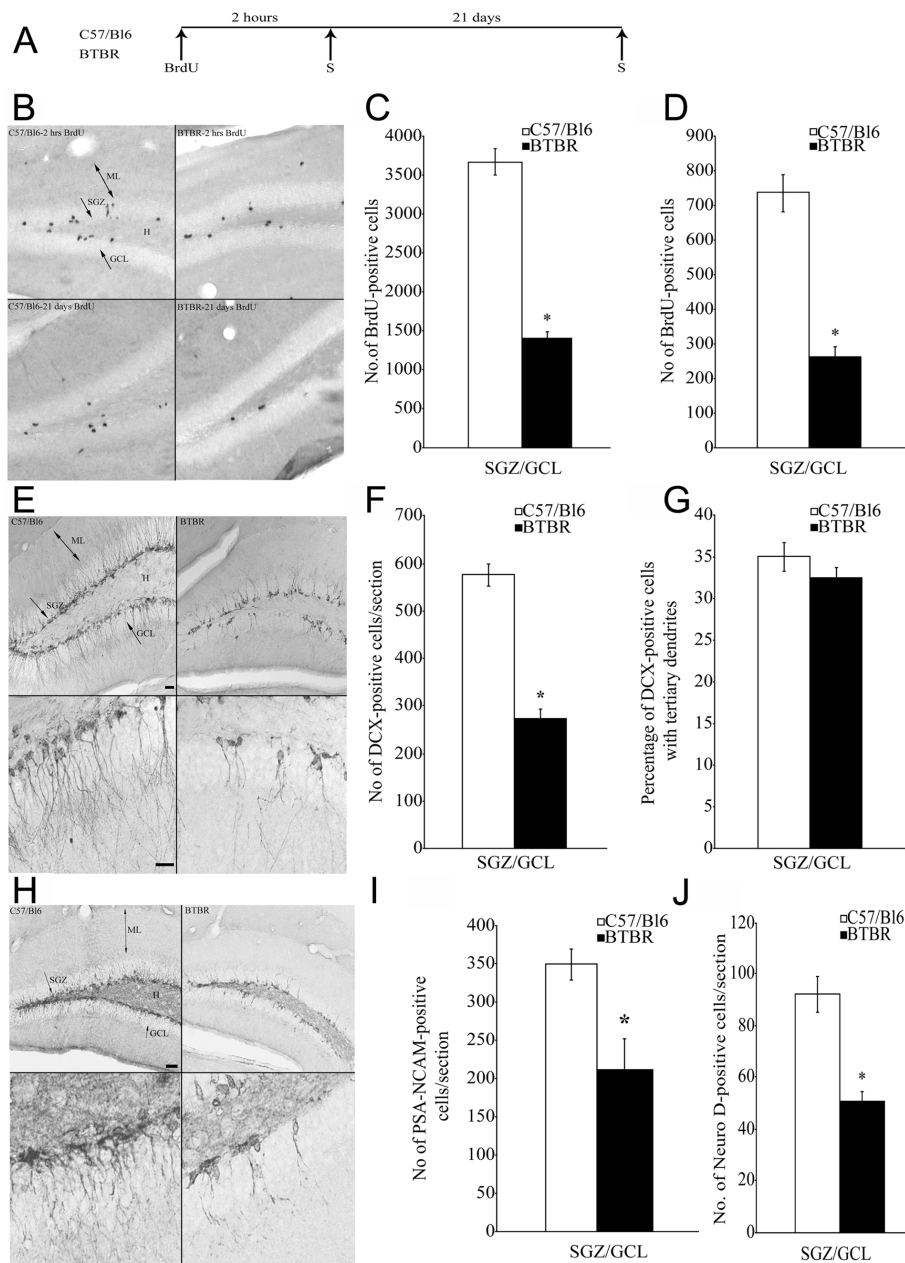 A
C57/Bl6
BTBR
2 hours
21 days
BrdU
S
S
B
C57/Bl6-2 hrs BrdU
BTBR-2 hrs BrdU
ML
SGZ
H
GCL
C57/Bl6-21 days BrdU
BTBR-21 days BrdU
C
C57/Bl6
BTBR
No.of BrdU-positive cells
4000
3500
3000
2500
1500
1000
500
0
*
SGZ/GCL
D
C57/Bl6
BTBR
No of BrdU-positive cells
900
800
700
600
500
400
300
200
100
0
*
SGZ/GCL
E
C57/Bl6
BTBR
ML
H
SGZ
GCL
F
C57/Bl6
BTBR
No of DCX-positive cells/section
700
600
500
400
300
200
100
0
*
SGZ/GCL
G
C57/Bl6
BTBR
Percentage of DCX-positive cells
with tertiary dendrites
40
35
30
25
20
15
10
5
0
SGZ/GCL
H
C57/Bl6
BTBR
ML
SGZ
H
GCL
I
C57/Bl6
BTBR
No of PSA-NCAM-positive
cells/section
400
350
300
250
200
150
100
50
0
*
SGZ/GCL
J
C57/Bl6
BTBR
No. of Neuro D-positive cells/section
120
100
80
60
40
20
0
*
SGZ/GCL